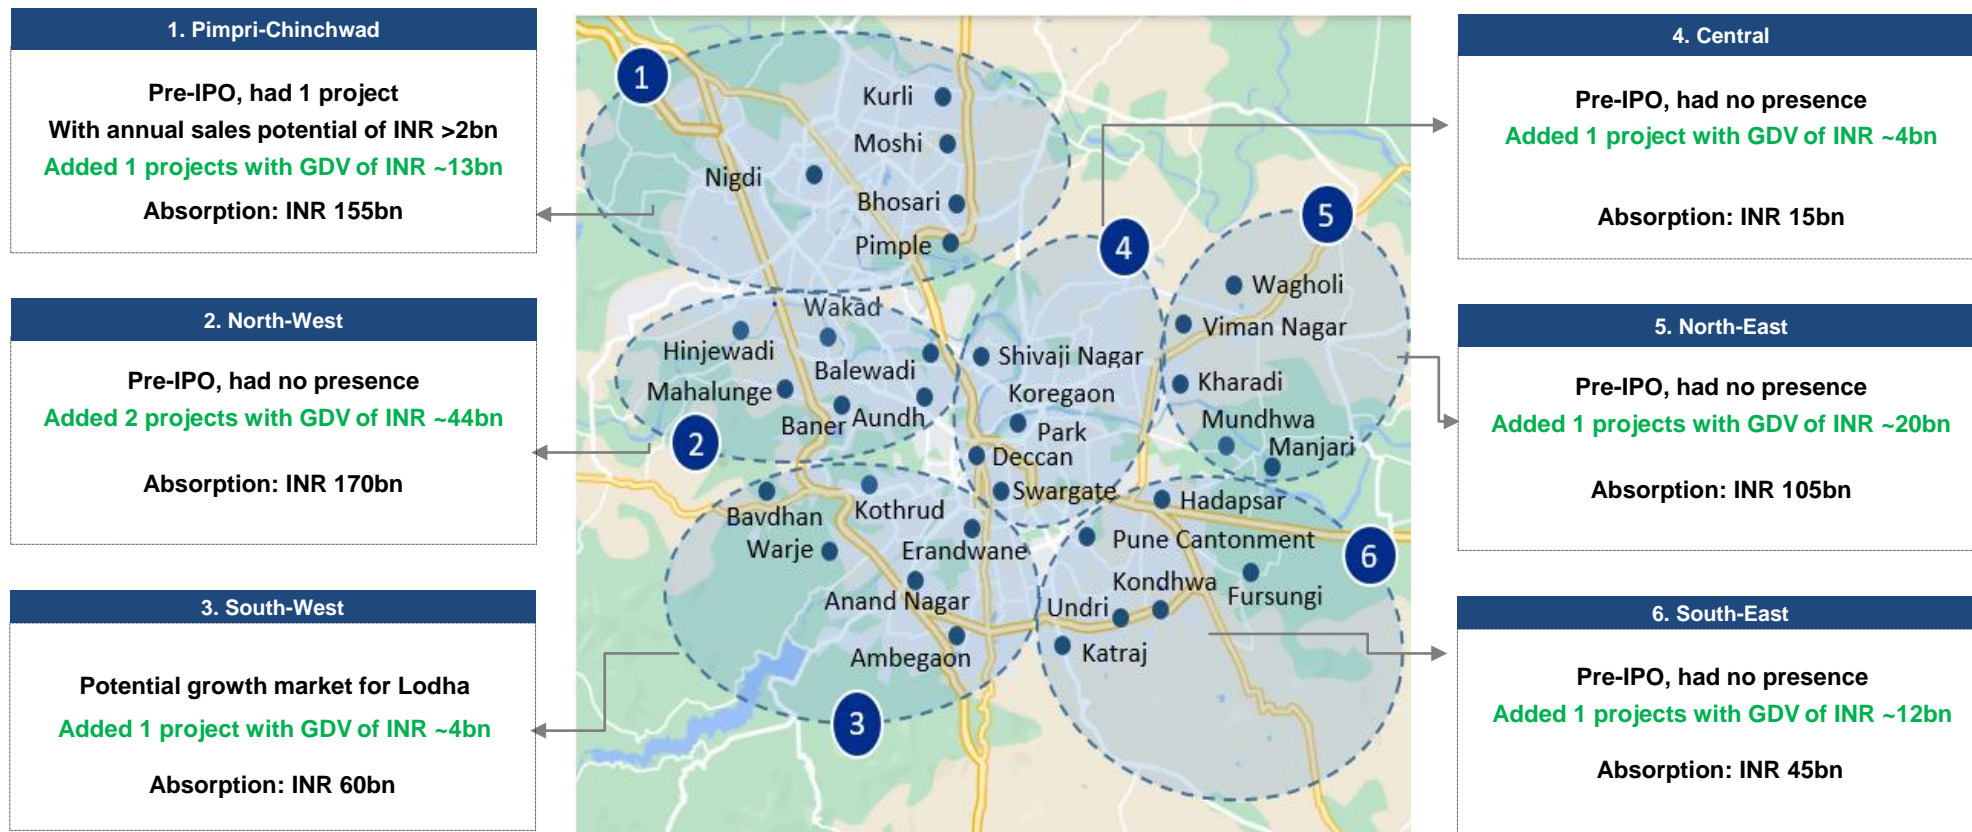 1. Pimpri-Chinchwad
Pre-IPO, had 1 project
With annual sales potential of INR >2bn
Added 1 projects with GDV of INR ~13bn
Absorption: INR 155bn
2. North-West
Pre-IPO, had no presence
Added 2 projects with GDV of INR ~44bn
Absorption: INR 170bn
3. South-West
Potential growth market for Lodha
Added 1 project with GDV of INR ~4bn
Absorption: INR 60bn
1
Kurli
Moshi
Nigdi
Bhosari
Pimple
2
Wakad
Hinjewadi
Balewadi
Mahalunge
Baner
Aundh
4
Shivaji Nagar
Koregaon
Park
Deccan
Swargate
5
Wagholi
Viman Nagar
Kharadi
Mundhwa
Manjari
3
Bavdhan
Kothrud
Warje
Erandwane
Anand Nagar
Ambegaon
6
Hadapsar
Pune Cantonment
Kondhwa
Undri
Fursungi
Katraj
4. Central
Pre-IPO, had no presence
Added 1 project with GDV of INR ~4bn
Absorption: INR 15bn
5. North-East
Pre-IPO, had no presence
Added 1 projects with GDV of INR ~20bn
Absorption: INR 105bn
6. South-East
Pre-IPO, had no presence
Added 1 projects with GDV of INR ~12bn
Absorption: INR 45bn